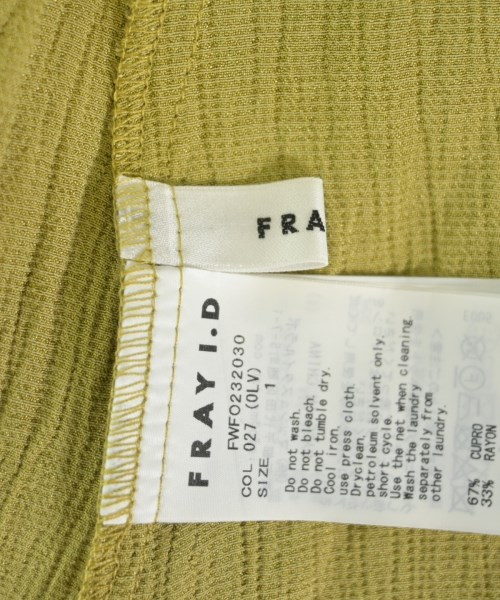 FRA
FRAY I.D
FWFO232030
COL 027 (OLV)
SIZE 1
Do not wash.
Do not bleach.
Do not tumble dry.
Cool iron.
use press cloth
Dryclean.
petroleum solvent only.
short cycle.
Use the net when cleaning.
Wash the laundry
separately from
other laundry.
67% CUPRO
33% RAYON